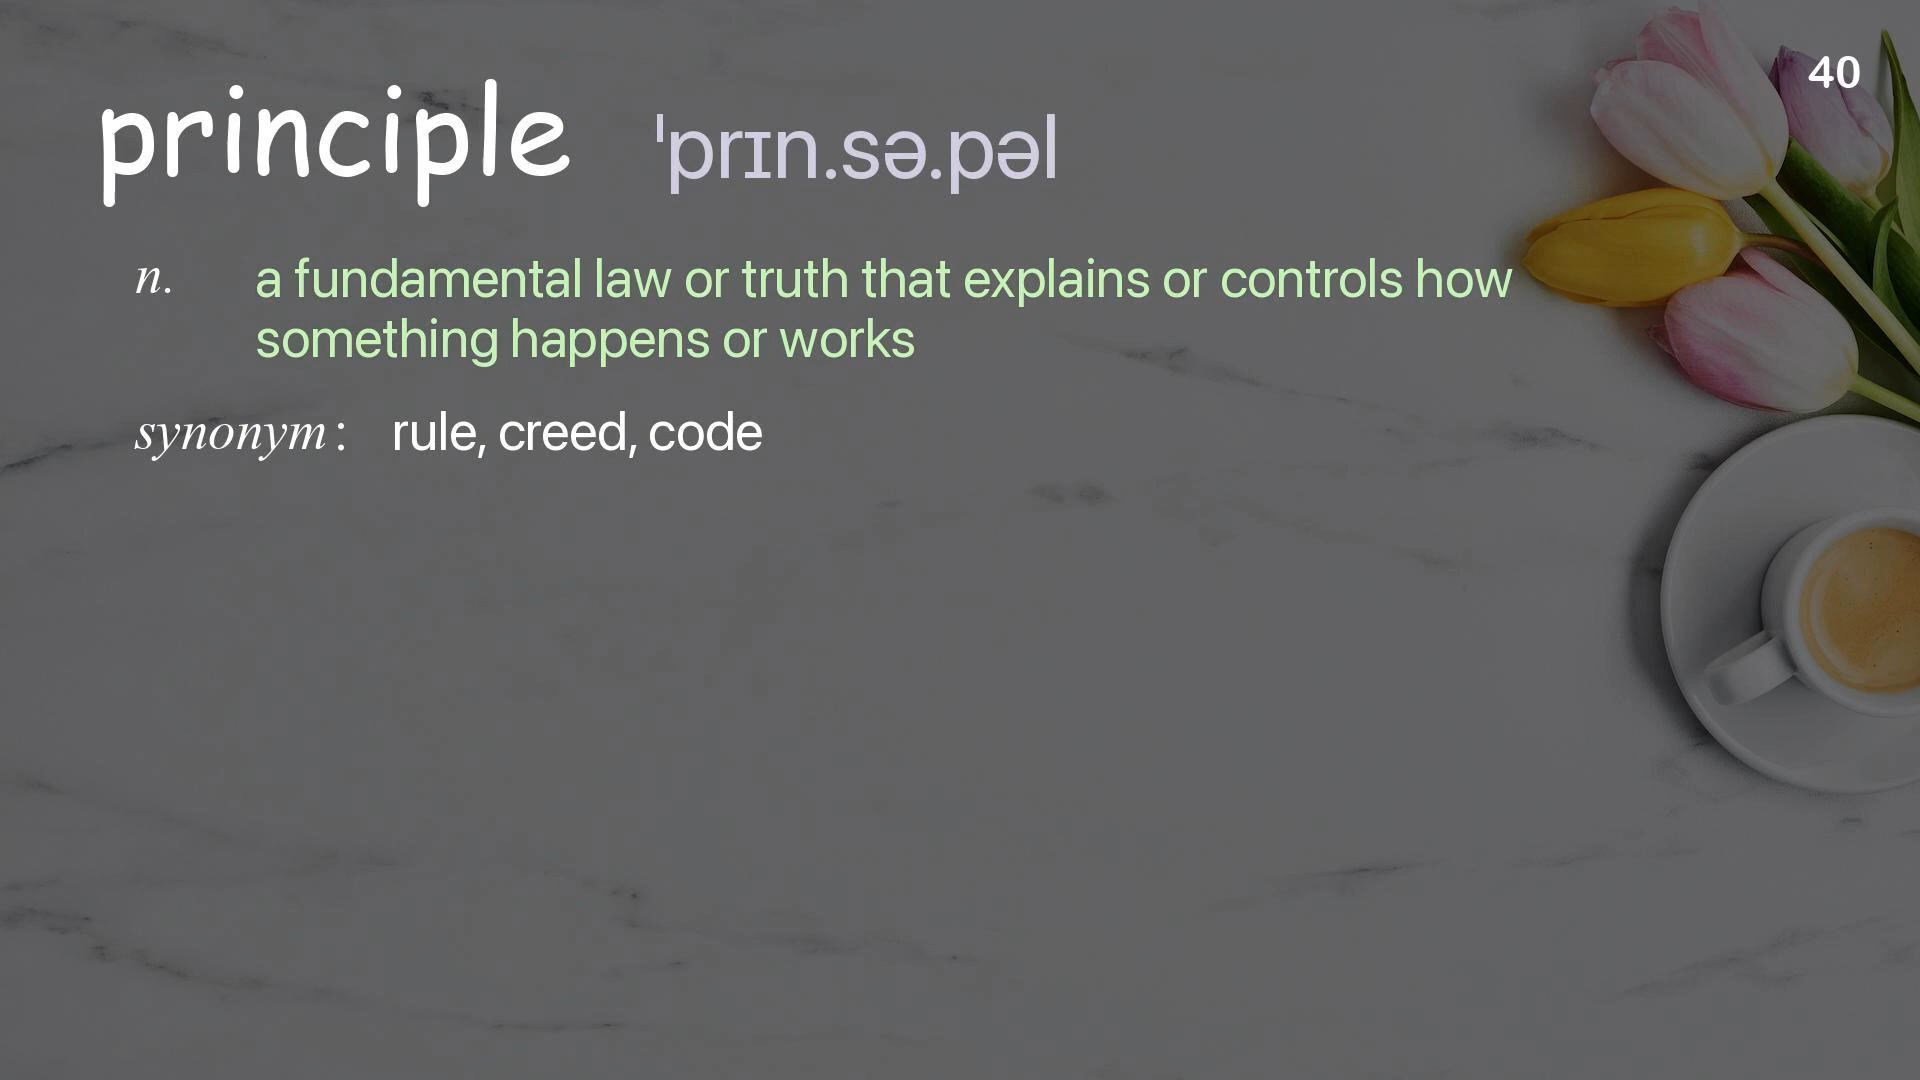 40
principle ˈprɪn.sə.pəl
n. a fundamental law or truth that explains or controls how
something happens or works
synonym: rule, creed, code